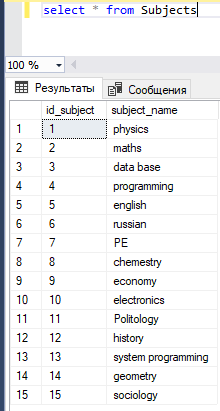 select * from Subjects
100 %
Результаты Сообщения
id_subject subject_name
1 1 physics
2 2 maths
3 3 data base
4 4 programming
5 5 english
6 6 russian
7 7 PE
8 8 chemestry
9 9 economy
10 10 electronics
11 11 Politology
12 12 history
13 13 system programming
14 14 geometry
15 15 sociology